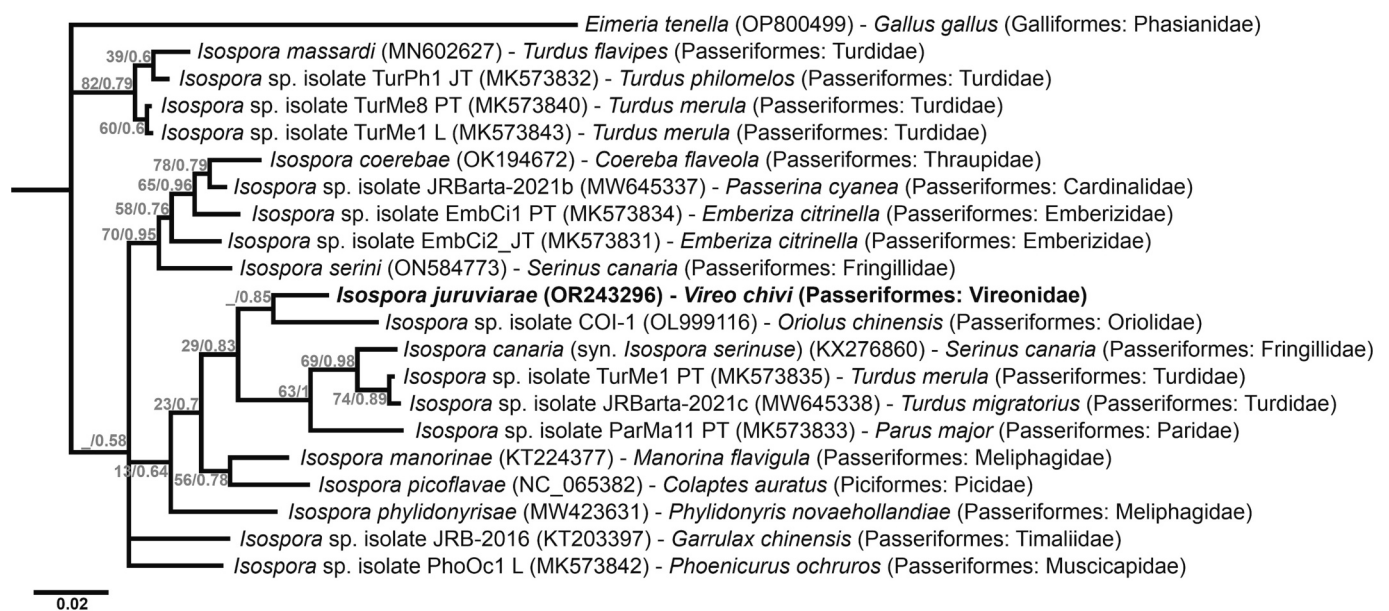 Eimeria tenella (OP800499) - Gallus gallus (Galliformes: Phasianidae)
39/0.6
Isospora massardi (MN602627) - Turdus flavipes (Passeriformes: Turdidae)
82/0.79
Isospora sp. isolate TurPh1 JT (MK573832) - Turdus philomelos (Passeriformes: Turdidae)
Isospora sp. isolate TurMe8 PT (MK573840) - Turdus merula (Passeriformes: Turdidae)
60/0.6
Isospora sp. isolate TurMe1 L (MK573843) - Turdus merula (Passeriformes: Turdidae)
78/0.79
Isospora coerebae (OK194672) - Coereba flaveola (Passeriformes: Thraupidae)
65/0.96
Isospora sp. isolate JRBarta-2021b (MW645337) - Passerina cyanea (Passeriformes: Cardinalidae)
58/0.76
Isospora sp. isolate EmbCi1 PT (MK573834) - Emberiza citrinella (Passeriformes: Emberizidae)
70/0.95
Isospora sp. isolate EmbCi2_JT (MK573831) - Emberiza citrinella (Passeriformes: Emberizidae)
Isospora serini (ON584773) - Serinus canaria (Passeriformes: Fringillidae)
_/0.85
Isospora juruviarae (OR243296) - Vireo chivi (Passeriformes: Vireonidae)
Isospora sp. isolate COI-1 (OL999116) - Oriolus chinensis (Passeriformes: Oriolidae)
29/0.83
Isospora canaria (syn. Isospora serinuse) (KX276860) - Serinus canaria (Passeriformes: Fringillidae)
69/0.98
Isospora sp. isolate TurMe1 PT (MK573835) - Turdus merula (Passeriformes: Turdidae)
63/1
74/0.89
Isospora sp. isolate JRBarta-2021c (MW645338) - Turdus migratorius (Passeriformes: Turdidae)
23/0.7
Isospora sp. isolate ParMa11 PT (MK573833) - Parus major (Passeriformes: Paridae)
_/0.58
Isospora manorinae (KT224377) - Manorina flavigula (Passeriformes: Meliphagidae)
13/0.64
56/0.78
Isospora picoflavae (NC_065382) - Colaptes auratus (Piciformes: Picidae)
Isospora phylidonyrisae (MW423631) - Phylidonyris novaehollandiae (Passeriformes: Meliphagidae)
Isospora sp. isolate JRB-2016 (KT203397) - Garrulax chinensis (Passeriformes: Timaliidae)
Isospora sp. isolate PhoOc1 L (MK573842) - Phoenicurus ochruros (Passeriformes: Muscicapidae)
0.02